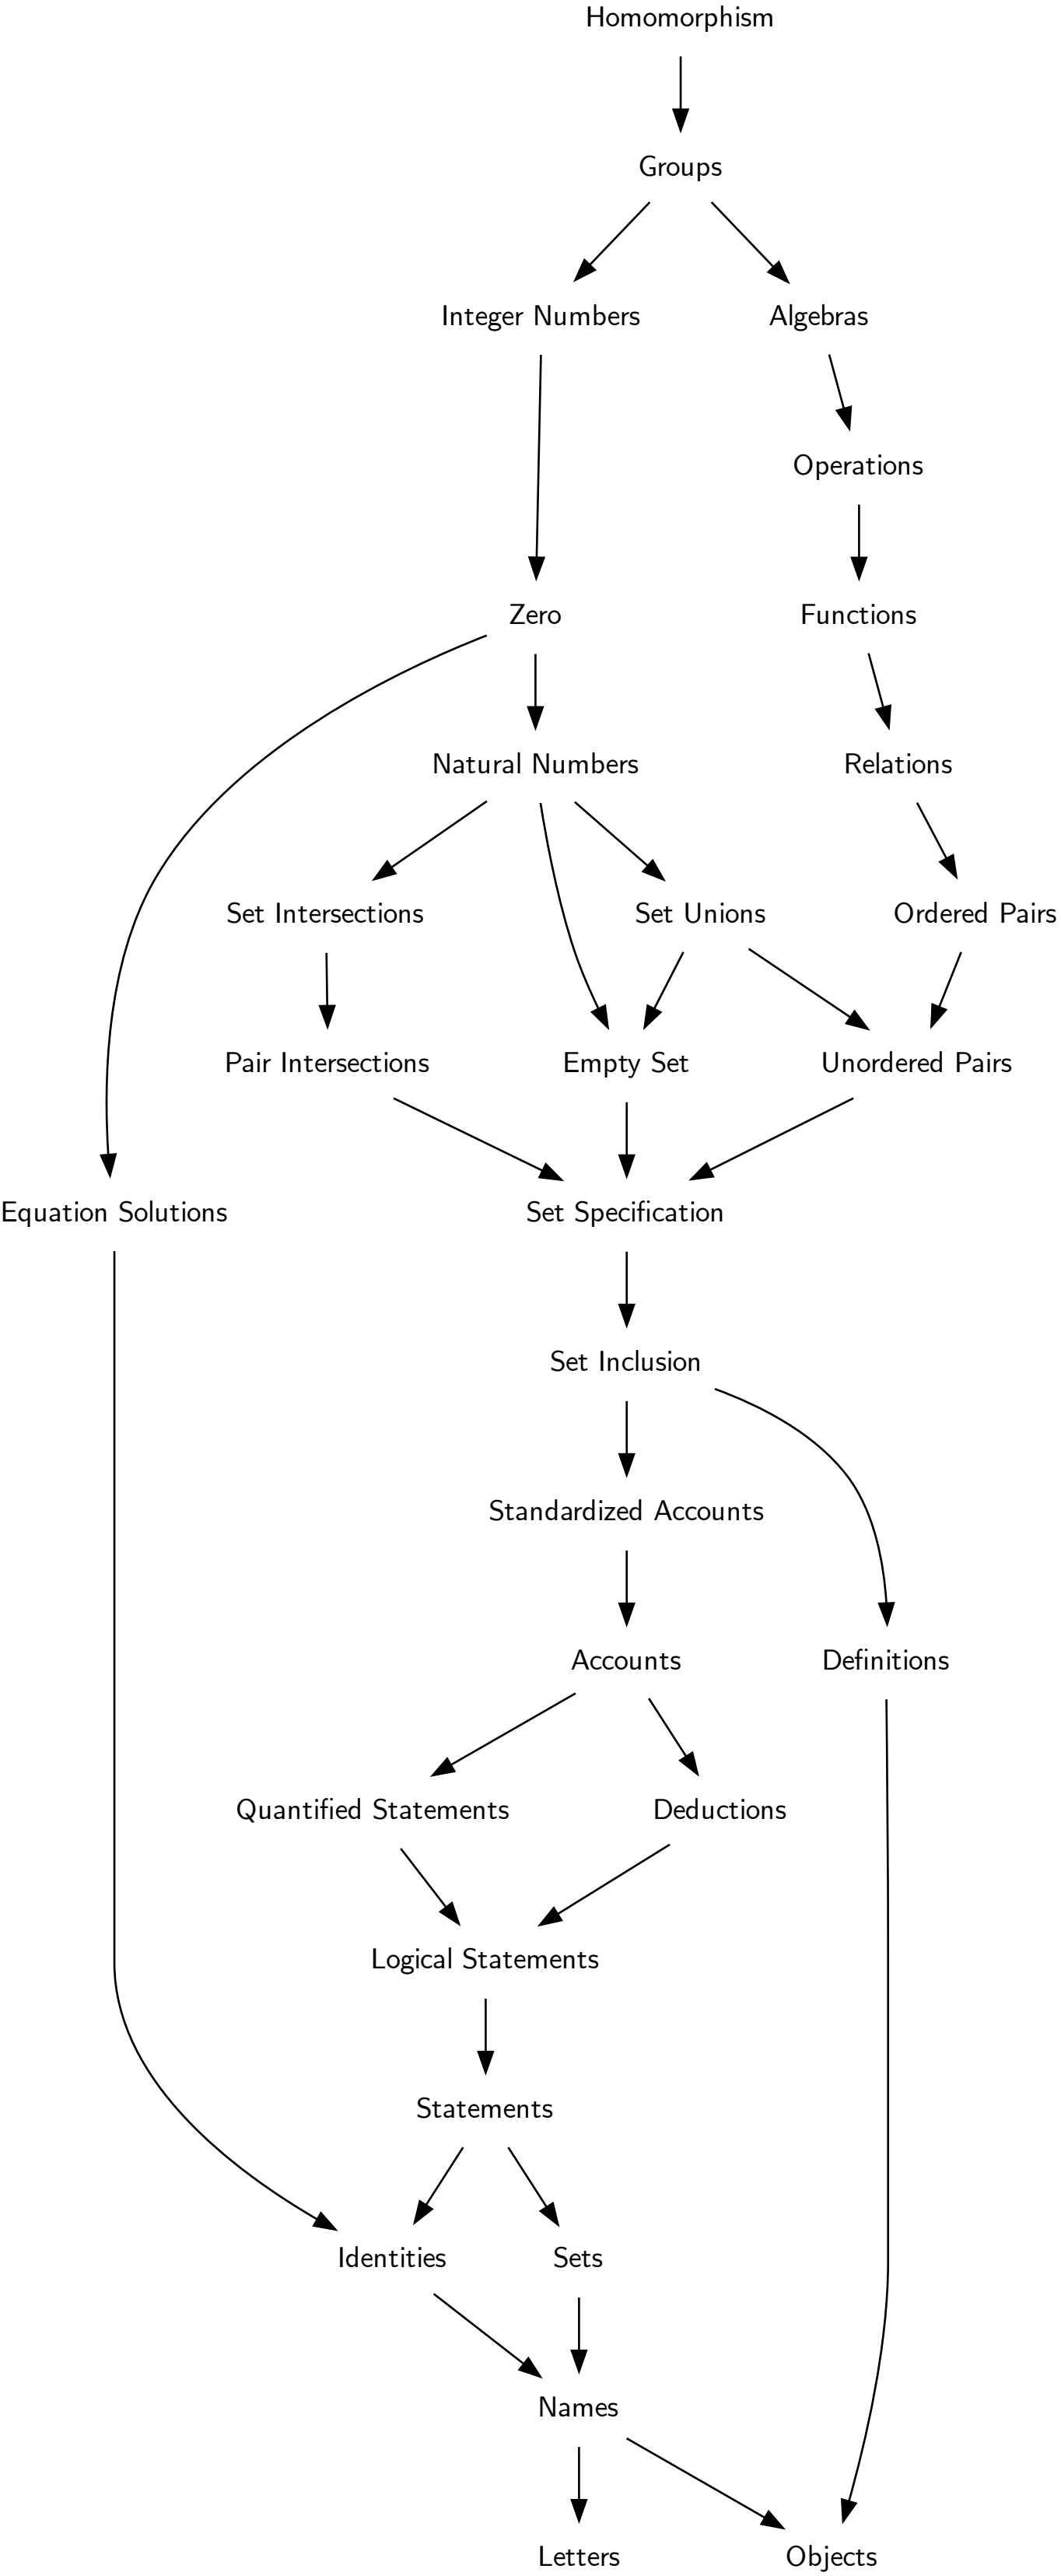 Homomorphism
Groups
Integer Numbers
Algebras
Operations
Zero
Functions
Natural Numbers
Relations
Set Intersections
Set Unions
Ordered Pairs
Pair Intersections
Empty Set
Unordered Pairs
Equation Solutions
Set Specification
Set Inclusion
Standardized Accounts
Accounts
Definitions
Quantified Statements
Deductions
Logical Statements
Statements
Identities
Sets
Names
Letters
Objects